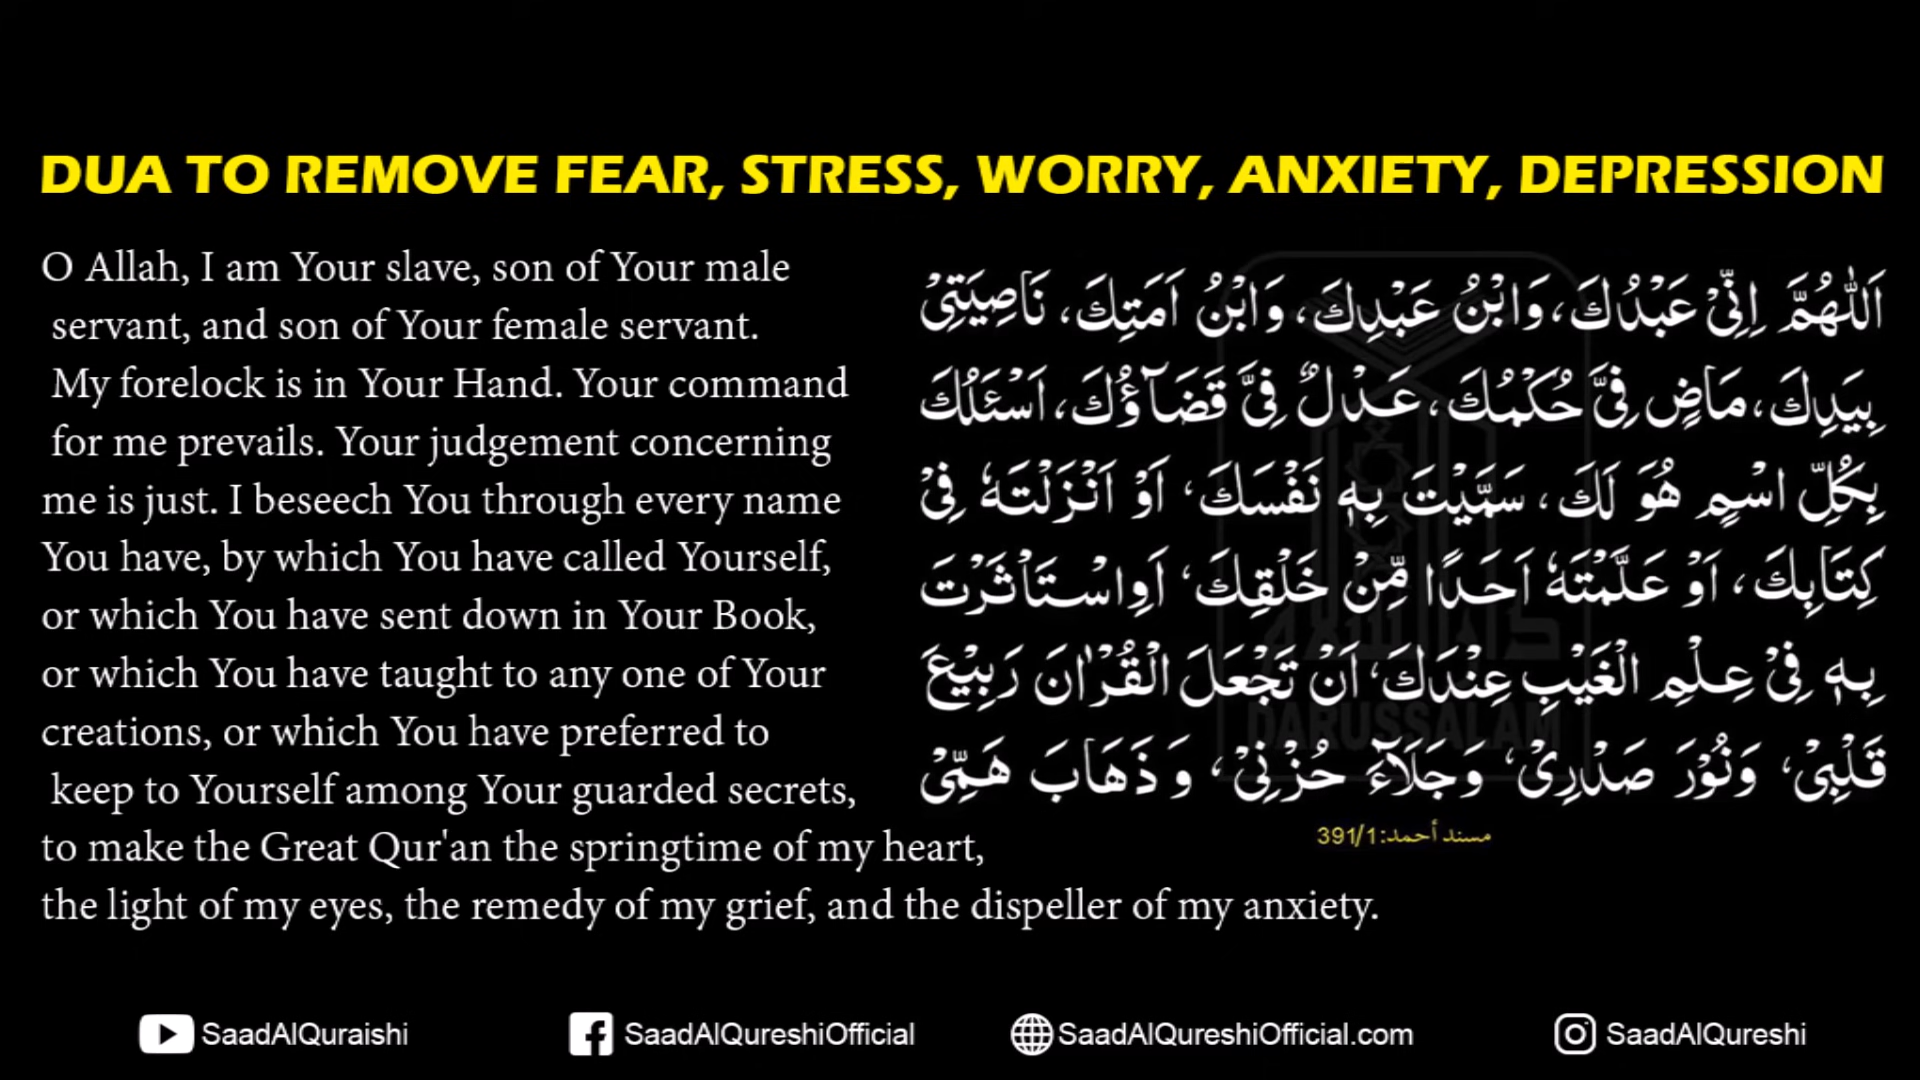 DUA TO REMOVE FEAR, STRESS, WORRY, ANXIETY, DEPRESSION
O Allah, I am Your slave, son of Your male
servant, and son of Your female servant.
My forelock is in Your Hand. Your command
for me prevails. Your judgement concerning
me is just. I beseech You through every name
You have, by which You have called Yourself,
or which You have sent down in Your Book,
or which You have taught to any one of Your
creations, or which You have preferred to
keep to Yourself among Your guarded secrets,
to make the Great Qur'an the springtime of my heart,
the light of my eyes, the remedy of my grief, and the dispeller of my anxiety.
اَللّٰهُمَّ اِنِّیْ عَبْدُكَ، وَابْنُ عَبْدِكَ، وَابْنُ اَمَتِكَ، نَاصِیَتِیْ
بِیَدِكَ، مَاضٍ فِیَّ حُكْمُكَ، عَدْلٌ فِیَّ قَضَآؤُكَ، اَسْئَلُكَ
بِكُلِّ اسْمٍ هُوَ لَكَ، سَمَّیْتَ بِهٖ نَفْسَكَ، اَوْ اَنْزَلْتَهٗ فِیْ
كِتَابِكَ، اَوْ عَلَّمْتَهٗ اَحَدًا مِّنْ خَلْقِكَ، اَوِاسْتَاْثَرْتَ
بِهٖ فِیْ عِلْمِ الْغَیْبِ عِنْدَكَ، اَنْ تَجْعَلَ الْقُرْاٰنَ رَبِیْعَ
قَلْبِیْ، وَنُوْرَ صَدْرِیْ، وَجَلَآءَ حُزْنِیْ، وَ ذَهَابَ هَمِّیْ
مسند أحمد:391/1
دار السلام
DARUSSALAM
SaadAlQuraishi
SaadAlQureshiOfficial
SaadAlQureshiOfficial.com
SaadAlQureshi